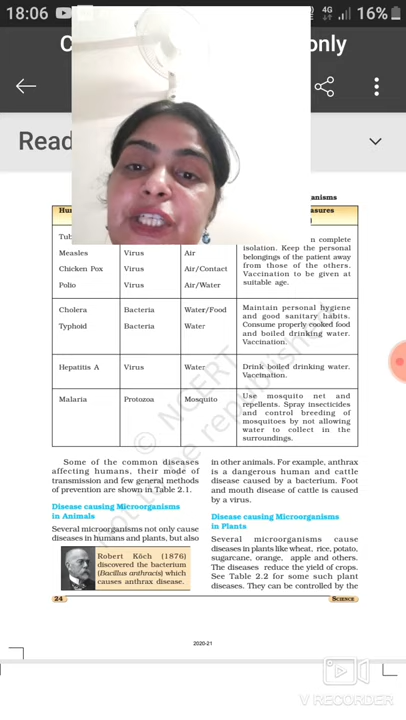 18:06
4G
16%
C
only
Read
anisms
Hu
asures
Tub
n complete
isolation. Keep the personal
belongings of the patient away
from those of the others.
Vaccination to be given at
suitable age.
Measles Virus Air
Chicken Pox Virus Air/Contact
Polio Virus Air/Water
Cholera Bacteria Water/Food
Typhoid Bacteria Water
Maintain personal hygiene
and good sanitary habits.
Consume properly cooked food
and boiled drinking water.
Vaccination.
Hepatitis A Virus Water
Drink boiled drinking water.
Vaccination.
Malaria Protozoa Mosquito
Use mosquito net and
repellents. Spray insecticides
and control breeding of
mosquitoes by not allowing
water to collect in the
surroundings.
© NCERT
not to be republished
Some of the common diseases
affecting humans, their mode of
transmission and few general methods
of prevention are shown in Table 2.1.
Disease causing Microorganisms
in Animals
Several microorganisms not only cause
diseases in humans and plants, but also
Robert Köch (1876)
discovered the bacterium
(Bacillus anthracis) which
causes anthrax disease.
in other animals. For example, anthrax
is a dangerous human and cattle
disease caused by a bacterium. Foot
and mouth disease of cattle is caused
by a virus.
Disease causing Microorganisms
in Plants
Several microorganisms cause
diseases in plants like wheat, rice, potato,
sugarcane, orange, apple and others.
The diseases reduce the yield of crops.
See Table 2.2 for some such plant
diseases. They can be controlled by the
24
SCIENCE
2020-21
V RECORDER